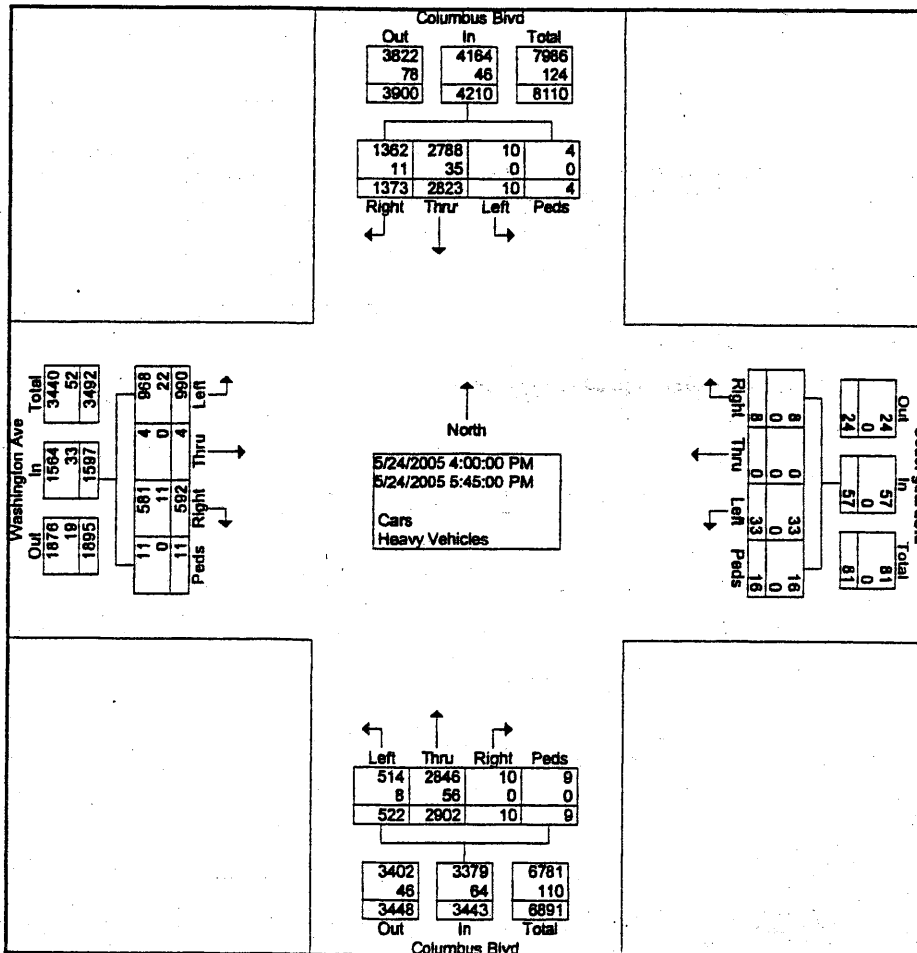 Columbus Blvd
Out In Total
3822 4164 7986
78 46 124
3900 4210 8110
1362 2788 10 4
11 35 0 0
1373 2823 10 4
Right Thru Left Peds
Washington Ave
Total In Out
3440 1564 1876
52 33 19
3492 1597 1895
968 4 581 11
22 0 11 0
990 4 592 11
Left Thru Right Peds
North
5/24/2005 4:00:00 PM
5/24/2005 5:45:00 PM
Cars
Heavy Vehicles
Right Thru Left Peds
8 0 33 16
0 0 0 0
8 0 33 16
Out In Total
24 57 81
0 0 0
24 57 81
Left Thru Right Peds
514 2846 10 9
8 56 0 0
522 2902 10 9
3402 3379 6781
46 64 110
3448 3443 6891
Out In Total
Columbus Blvd